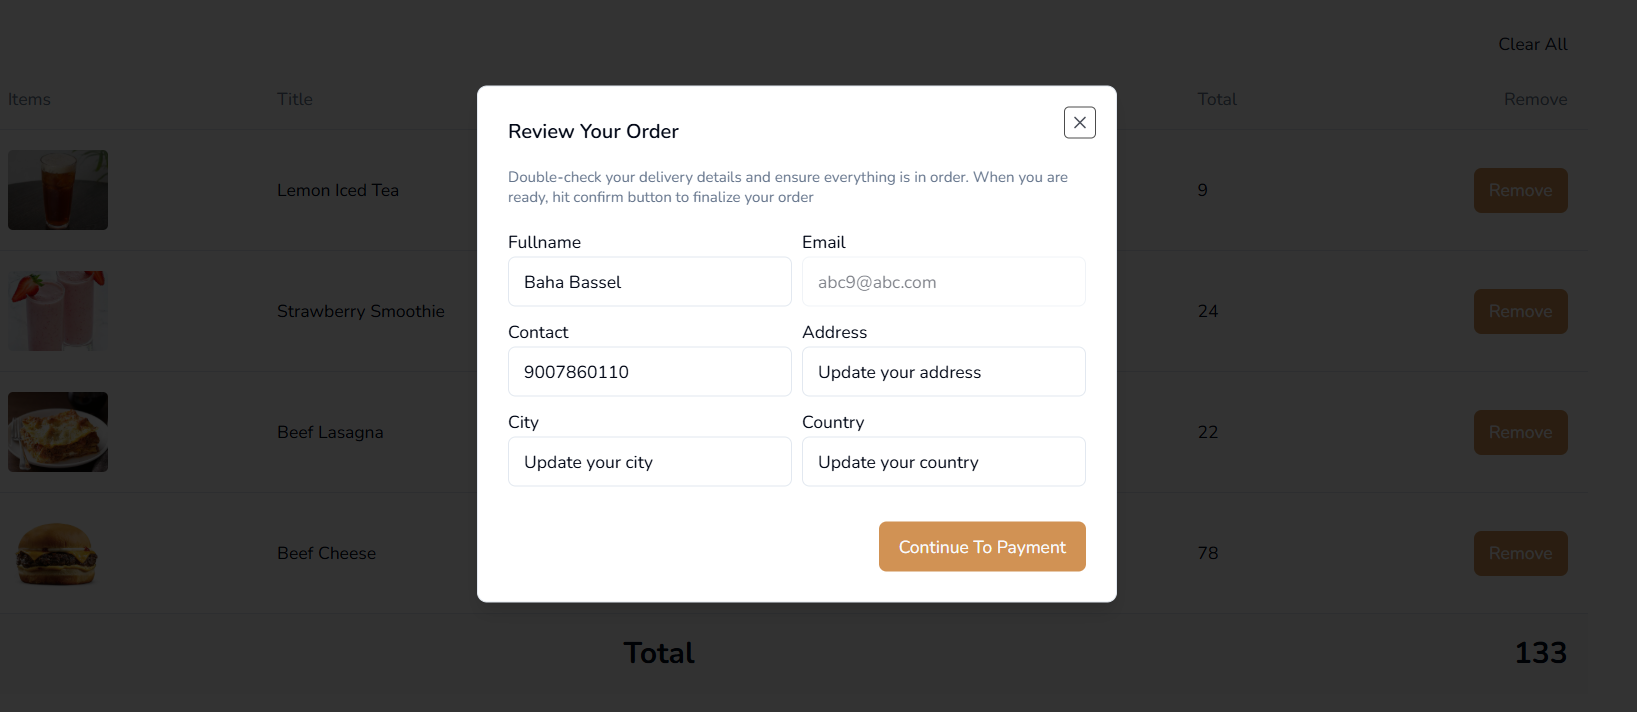 Clear All
Items Title Total Remove
Lemon Iced Tea 9 Remove
Strawberry Smoothie 24 Remove
Beef Lasagna 22 Remove
Beef Cheese 78 Remove
Total 133
Review Your Order
Double-check your delivery details and ensure everything is in order. When you are
ready, hit confirm button to finalize your order
Fullname Email
Baha Bassel abc9@abc.com
Contact Address
9007860110 Update your address
City Country
Update your city Update your country
Continue To Payment